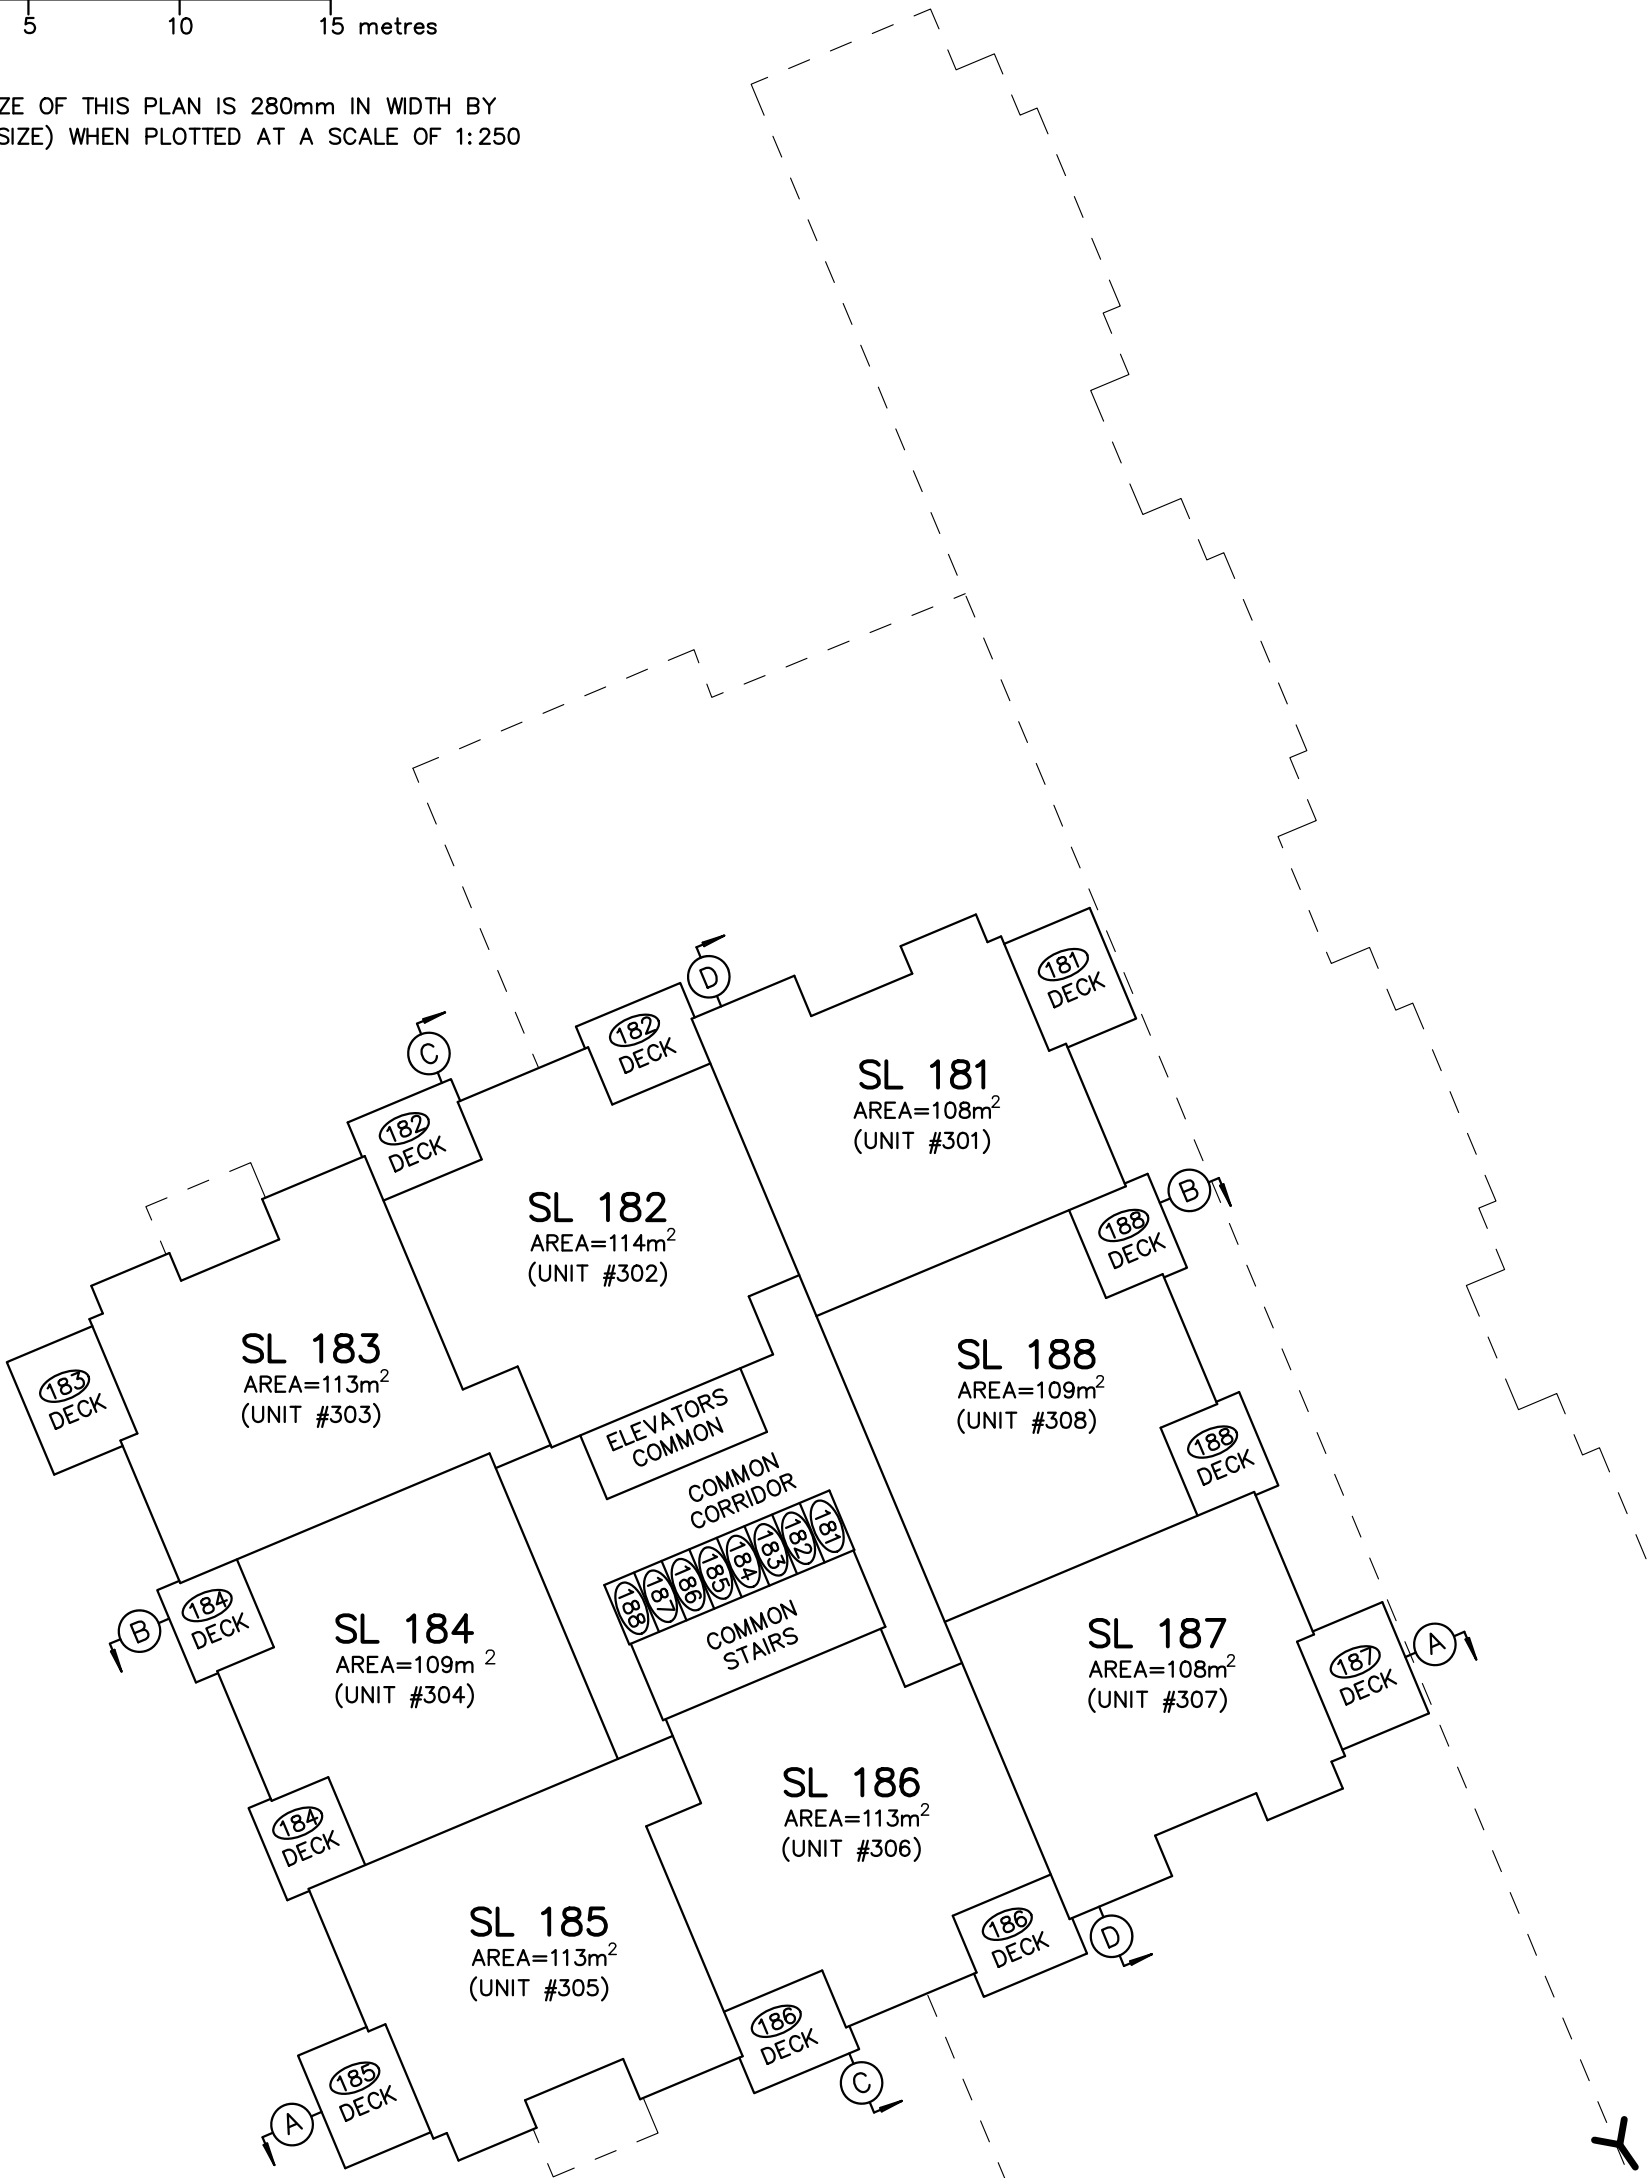 5 10 15 metres
ZE OF THIS PLAN IS 280mm IN WIDTH BY
SIZE) WHEN PLOTTED AT A SCALE OF 1:250
181
DECK
D
182
DECK
C
182
DECK
SL 181
AREA=108m²
(UNIT #301)
B
188
DECK
SL 182
AREA=114m²
(UNIT #302)
SL 183
AREA=113m²
(UNIT #303)
183
DECK
SL 188
AREA=109m²
(UNIT #308)
188
DECK
ELEVATORS
COMMON
COMMON
CORRIDOR
188 187 186 185 184 183 182 181
COMMON
STAIRS
184
DECK
B
SL 184
AREA=109m ²
(UNIT #304)
SL 187
AREA=108m²
(UNIT #307)
187
DECK
A
184
DECK
SL 186
AREA=113m²
(UNIT #306)
SL 185
AREA=113m²
(UNIT #305)
186
DECK
D
186
DECK
C
185
DECK
A